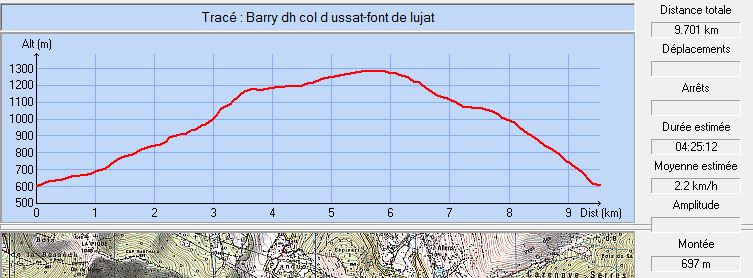 Tracé : Barry dh col d ussat-font de lujat
Alt (m)
1300
1200
1100
1000
900
800
700
600
500
0 1 2 3 4 5 6 7 8 9 Dist (km)
Distance totale
9.701 km
Déplacements
Arrêts
Durée estimée
04:25:12
Moyenne estimée
2.2 km/h
Amplitude
Montée
697 m